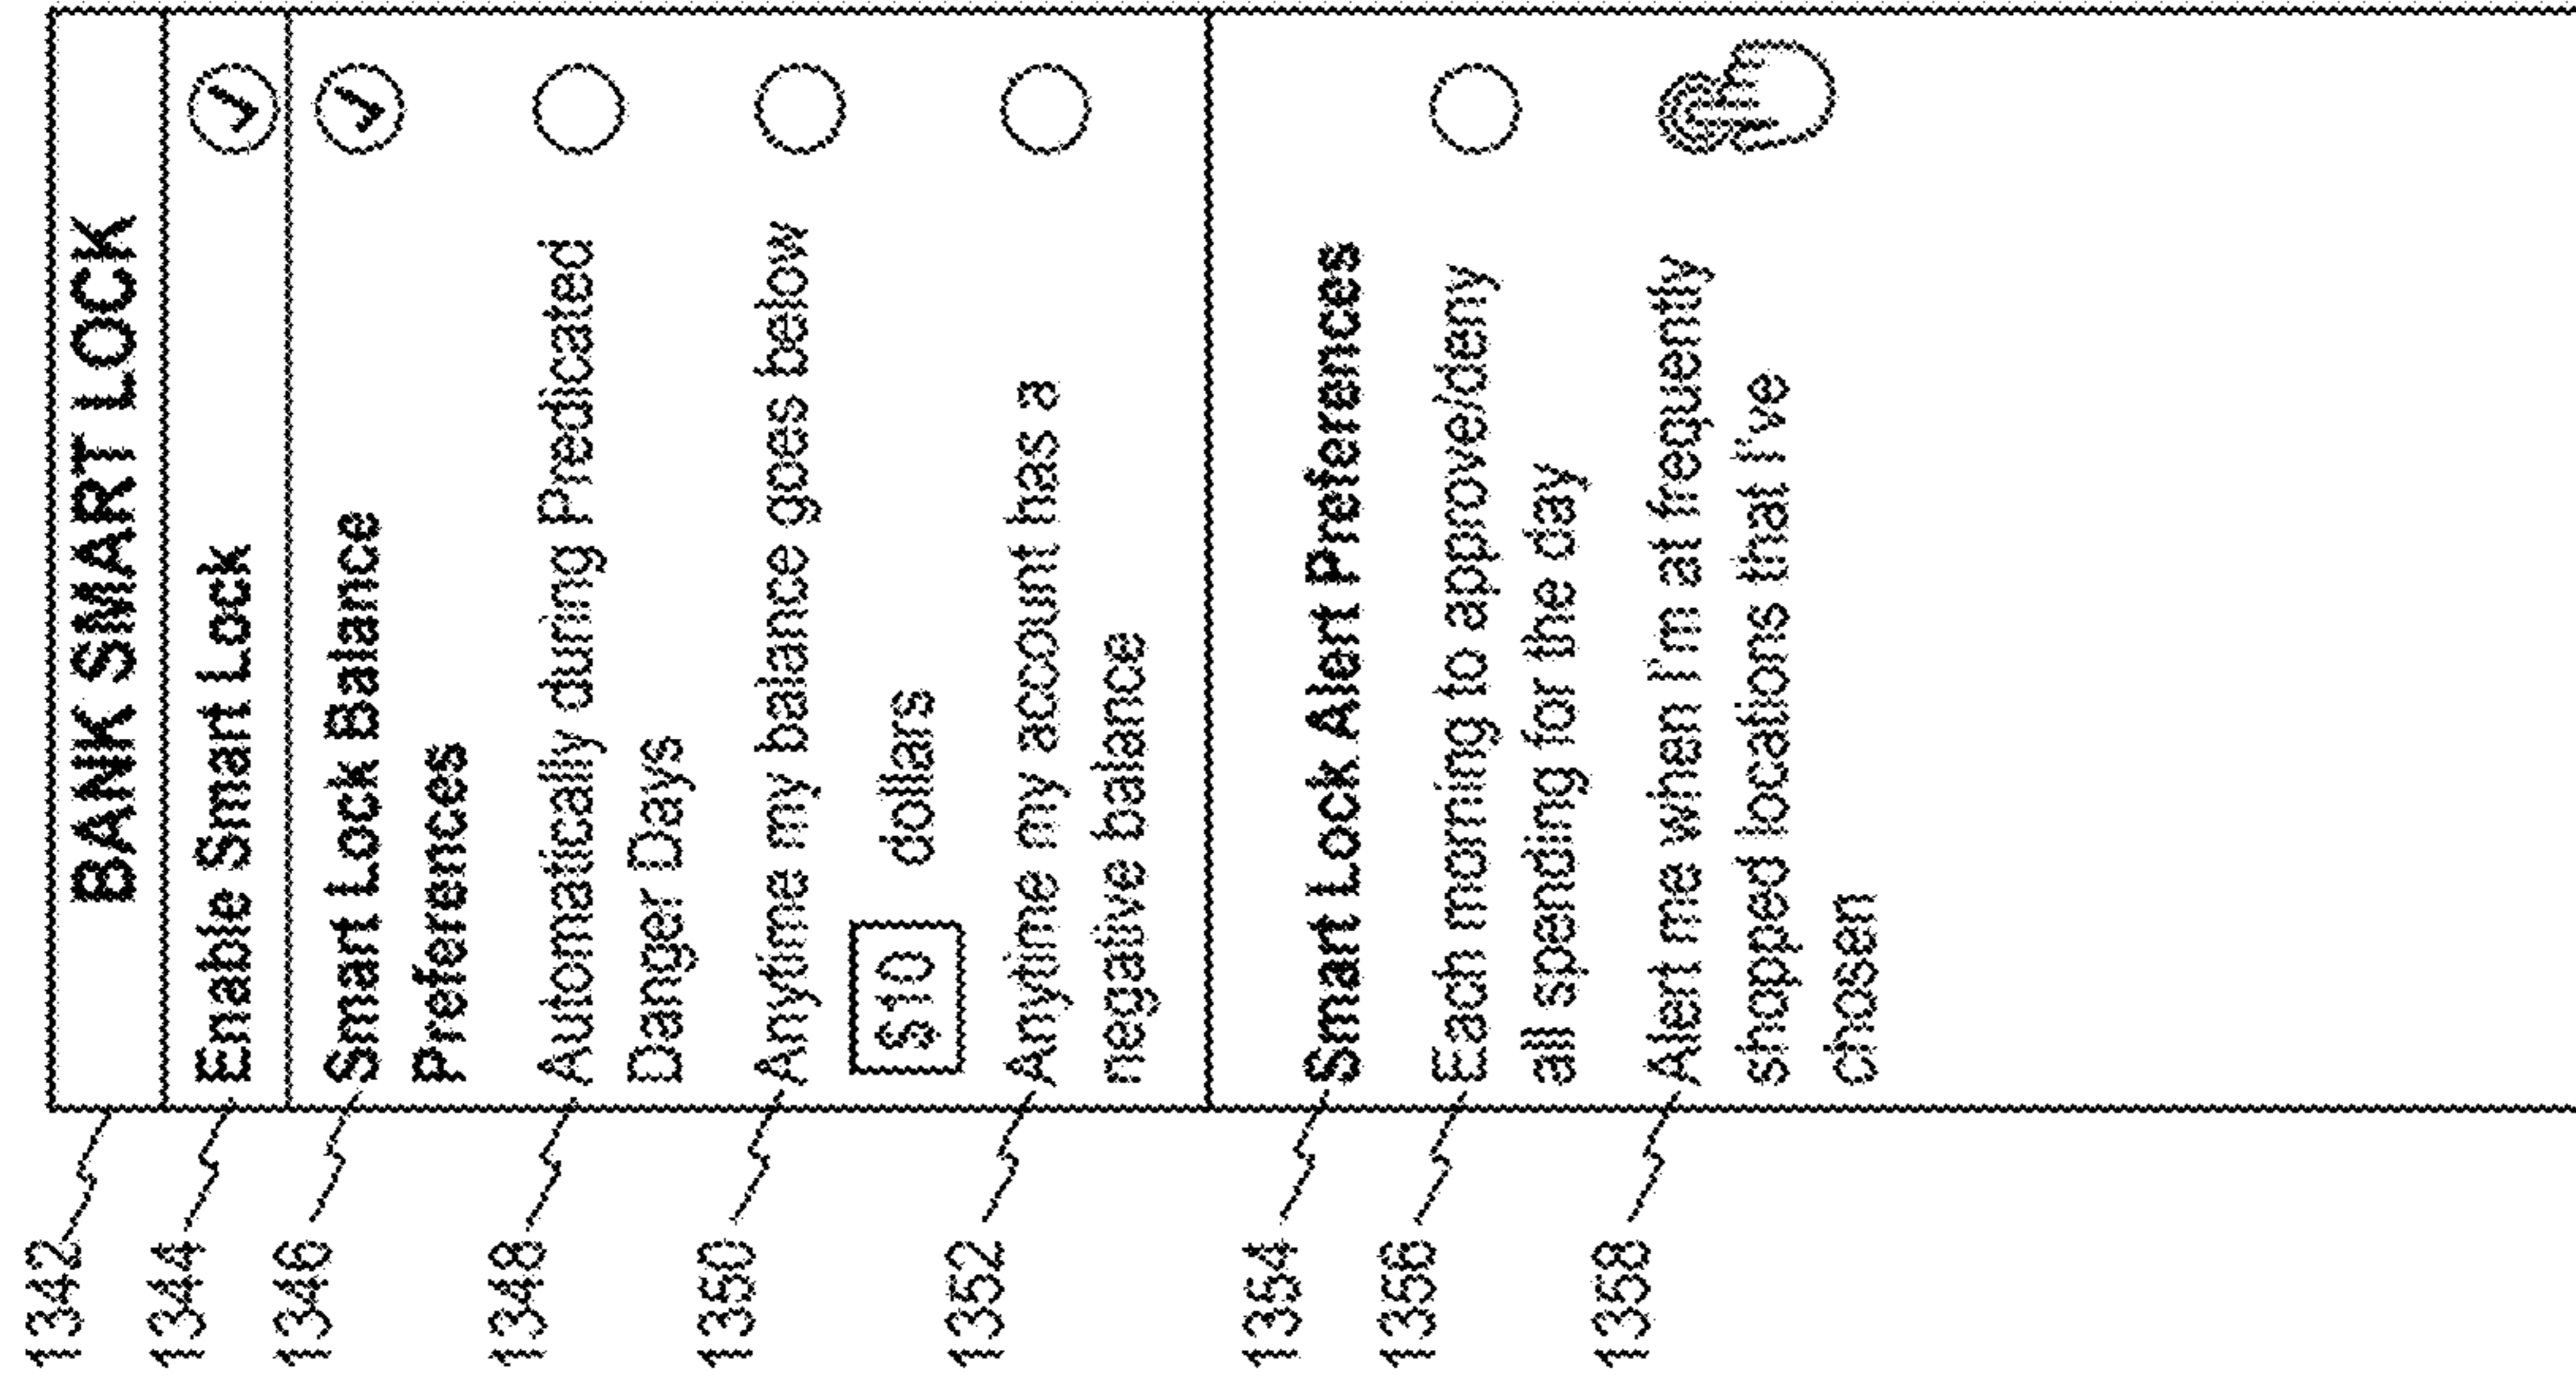 1342
BANK SMART LOCK
1344
Enable Smart Lock
1346
Smart Lock Balance
Preferences
1348
Automatically during Predicated
Danger Days
1350
Anytime my balance goes below
$10 dollars
1352
Anytime my account has a
negative balance
1354
Smart Lock Alert Preferences
1356
Each morning to approve/deny
all spending for the day
1358
Alert me when I'm at frequently
shopped locations that I've
chosen